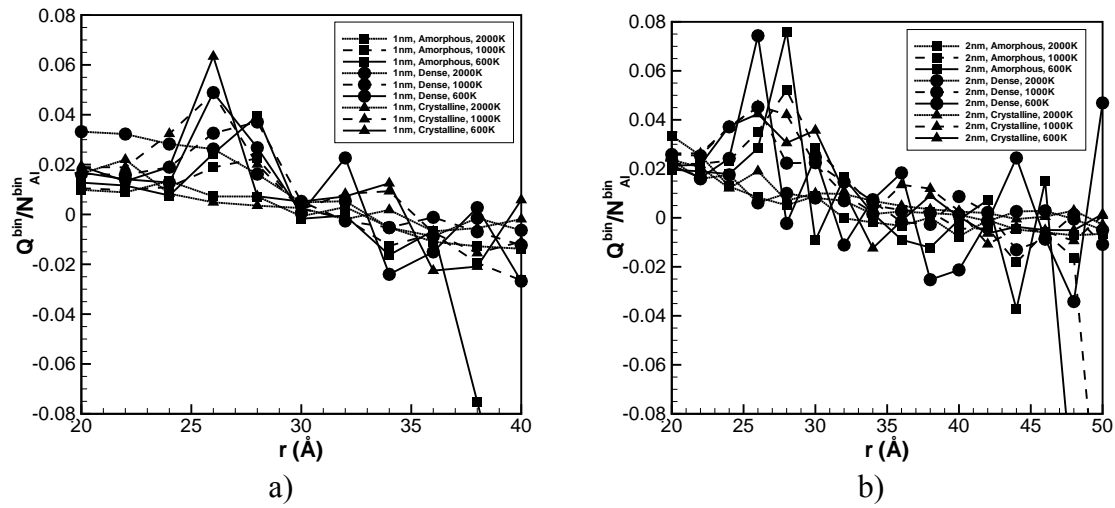 0.08
0.06
0.04
0.02
0
-0.02
-0.04
-0.06
-0.08
20
25
30
35
40
Q^bin/N_Al^bin
r (Å)
1nm, Amorphous, 2000K
1nm, Amorphous, 1000K
1nm, Amorphous, 600K
1nm, Dense, 2000K
1nm, Dense, 1000K
1nm, Dense, 600K
1nm, Crystalline, 2000K
1nm, Crystalline, 1000K
1nm, Crystalline, 600K
a)
0.08
0.06
0.04
0.02
0
-0.02
-0.04
-0.06
-0.08
20
25
30
35
40
45
50
Q^bin/N_Al^bin
r (Å)
2nm, Amorphous, 2000K
2nm, Amorphous, 1000K
2nm, Amorphous, 600K
2nm, Dense, 2000K
2nm, Dense, 1000K
2nm, Dense, 600K
2nm, Crystalline, 2000K
2nm, Crystalline, 1000K
2nm, Crystalline, 600K
b)